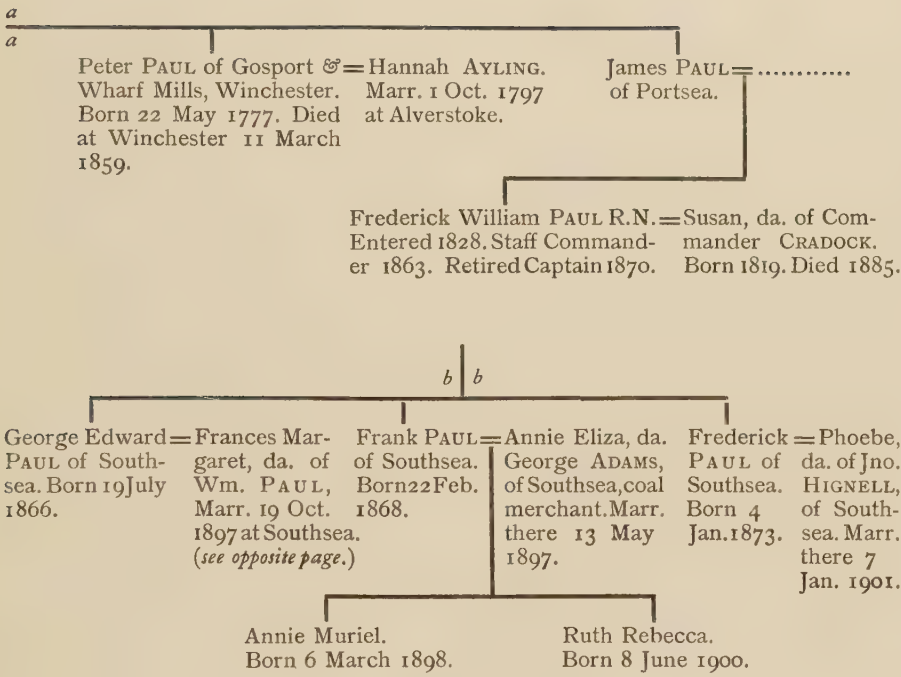 a
a
Peter PAUL of Gosport &
Wharf Mills, Winchester.
Born 22 May 1777. Died
at Winchester 11 March
1859.
= Hannah AYLING.
Marr. 1 Oct. 1797
at Alverstoke.
James PAUL = ............
of Portsea.
Frederick William PAUL R.N.
Entered 1828. Staff Command-
er 1863. Retired Captain 1870.
= Susan, da. of Com-
mander CRADOCK.
Born 1819. Died 1885.
b b
George Edward
PAUL of South-
sea. Born 19 July
1866.
= Frances Mar-
garet, da. of
Wm. PAUL,
Marr. 19 Oct.
1897 at Southsea.
(see opposite page.)
Frank PAUL
of Southsea.
Born 22 Feb.
1868.
= Annie Eliza, da.
George ADAMS,
of Southsea, coal
merchant. Marr.
there 13 May
1897.
Frederick
PAUL of
Southsea.
Born 4
Jan. 1873.
= Phoebe,
da. of Jno.
HIGNELL,
of South-
sea. Marr.
there 7
Jan. 1901.
Annie Muriel.
Born 6 March 1898.
Ruth Rebecca.
Born 8 June 1900.